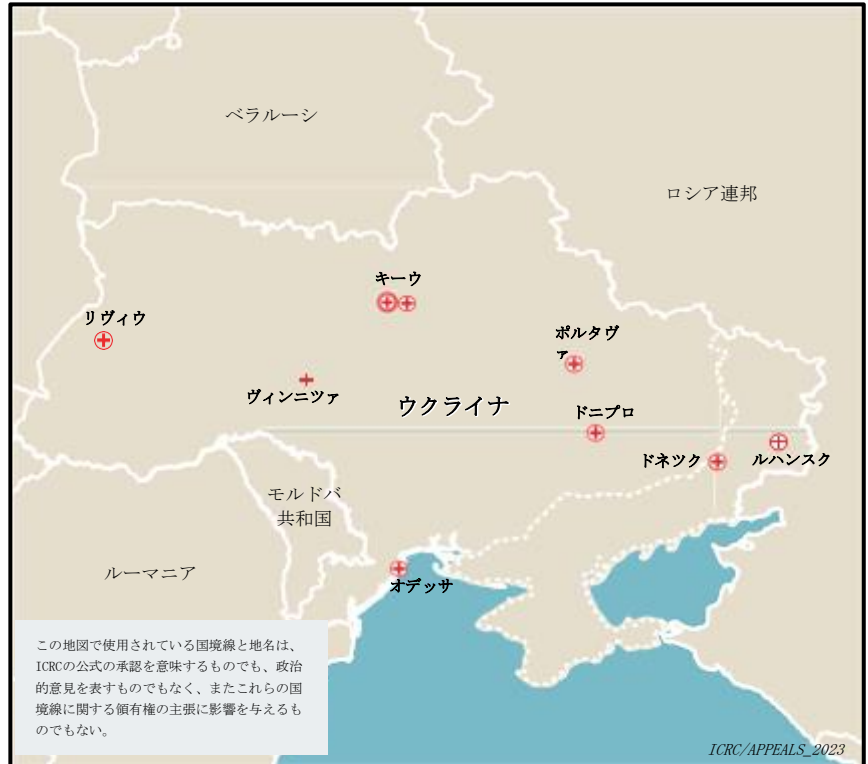 ベラルーシ
ロシア連邦
キーウ
リヴィウ
ポルタヴ
ァ
ヴィンニツァ
ウクライナ
ドニプロ
ドネツク
ルハンスク
モルドバ
共和国
ルーマニア
オデッサ
この地図で使用されている国境線と地名は、
ICRCの公式の承認を意味するものでも、政治
的意見を表すものでもなく、またこれらの国
境線に関する領有権の主張に影響を与えるも
のでもない。
ICRC/APPEALS_2023